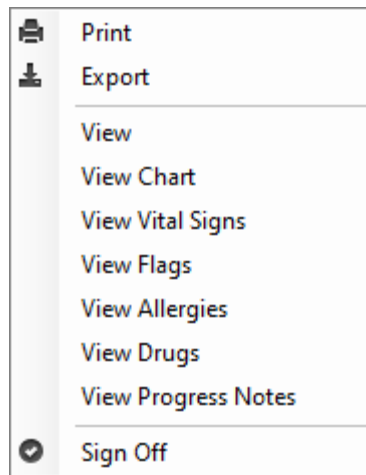 Print
Export
View
View Chart
View Vital Signs
View Flags
View Allergies
View Drugs
View Progress Notes
Sign Off